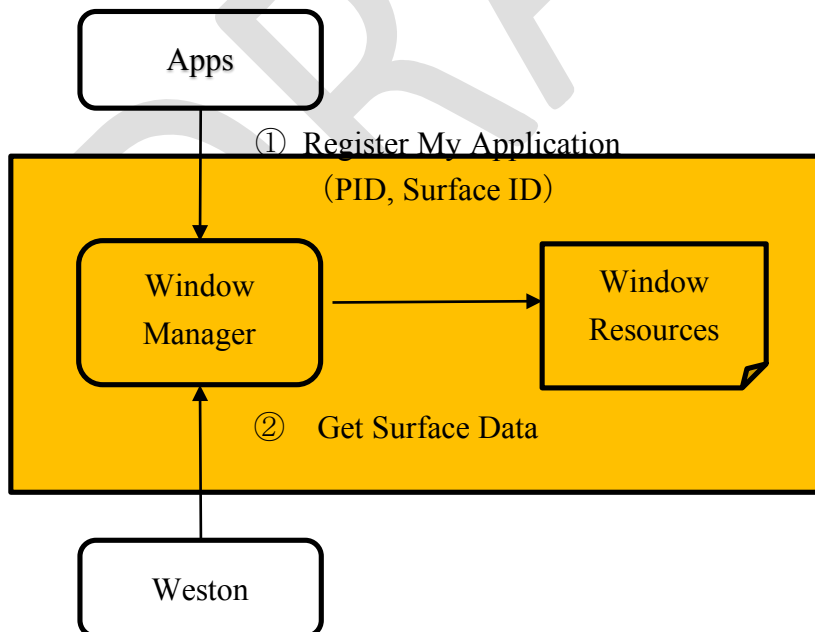 Apps
① Register My Application
（PID, Surface ID）
Window
Manager
Window
Resources
② Get Surface Data
Weston